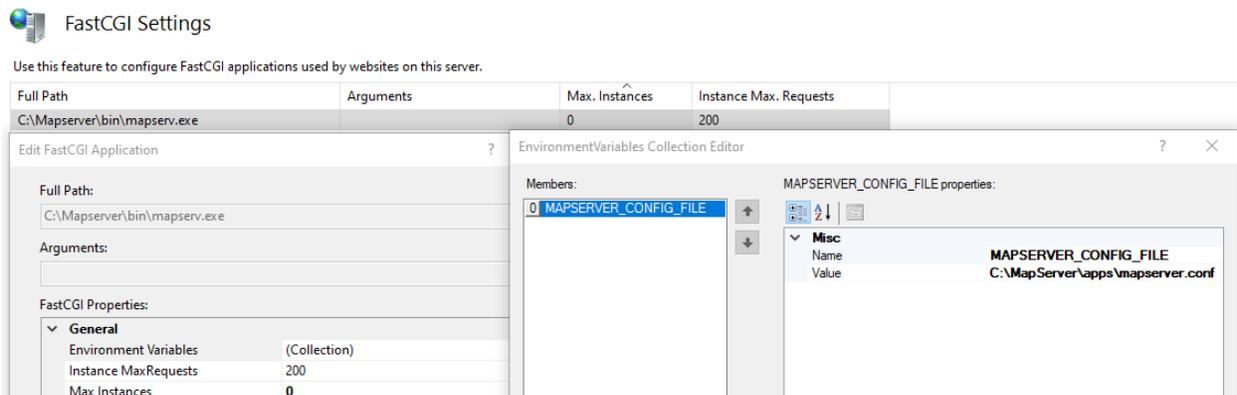 FastCGI Settings
Use this feature to configure FastCGI applications used by websites on this server.
Full Path Arguments Max. Instances Instance Max. Requests
C:\Mapserver\bin\mapserv.exe 0 200
Edit FastCGI Application ?
Full Path:
C:\Mapserver\bin\mapserv.exe
Arguments:
FastCGI Properties:
General
Environment Variables (Collection)
Instance MaxRequests 200
Max Instances 0
EnvironmentVariables Collection Editor ?
Members:
0 MAPSERVER_CONFIG_FILE
MAPSERVER_CONFIG_FILE properties:
A Z
Misc
Name MAPSERVER_CONFIG_FILE
Value C:\MapServer\apps\mapserver.conf